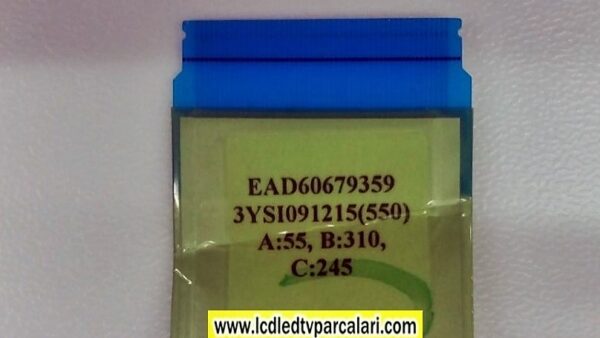 EAD60679359
3YSI091215(550)
A:55, B:310,
C:245
www.lcdledtvparcalari.com